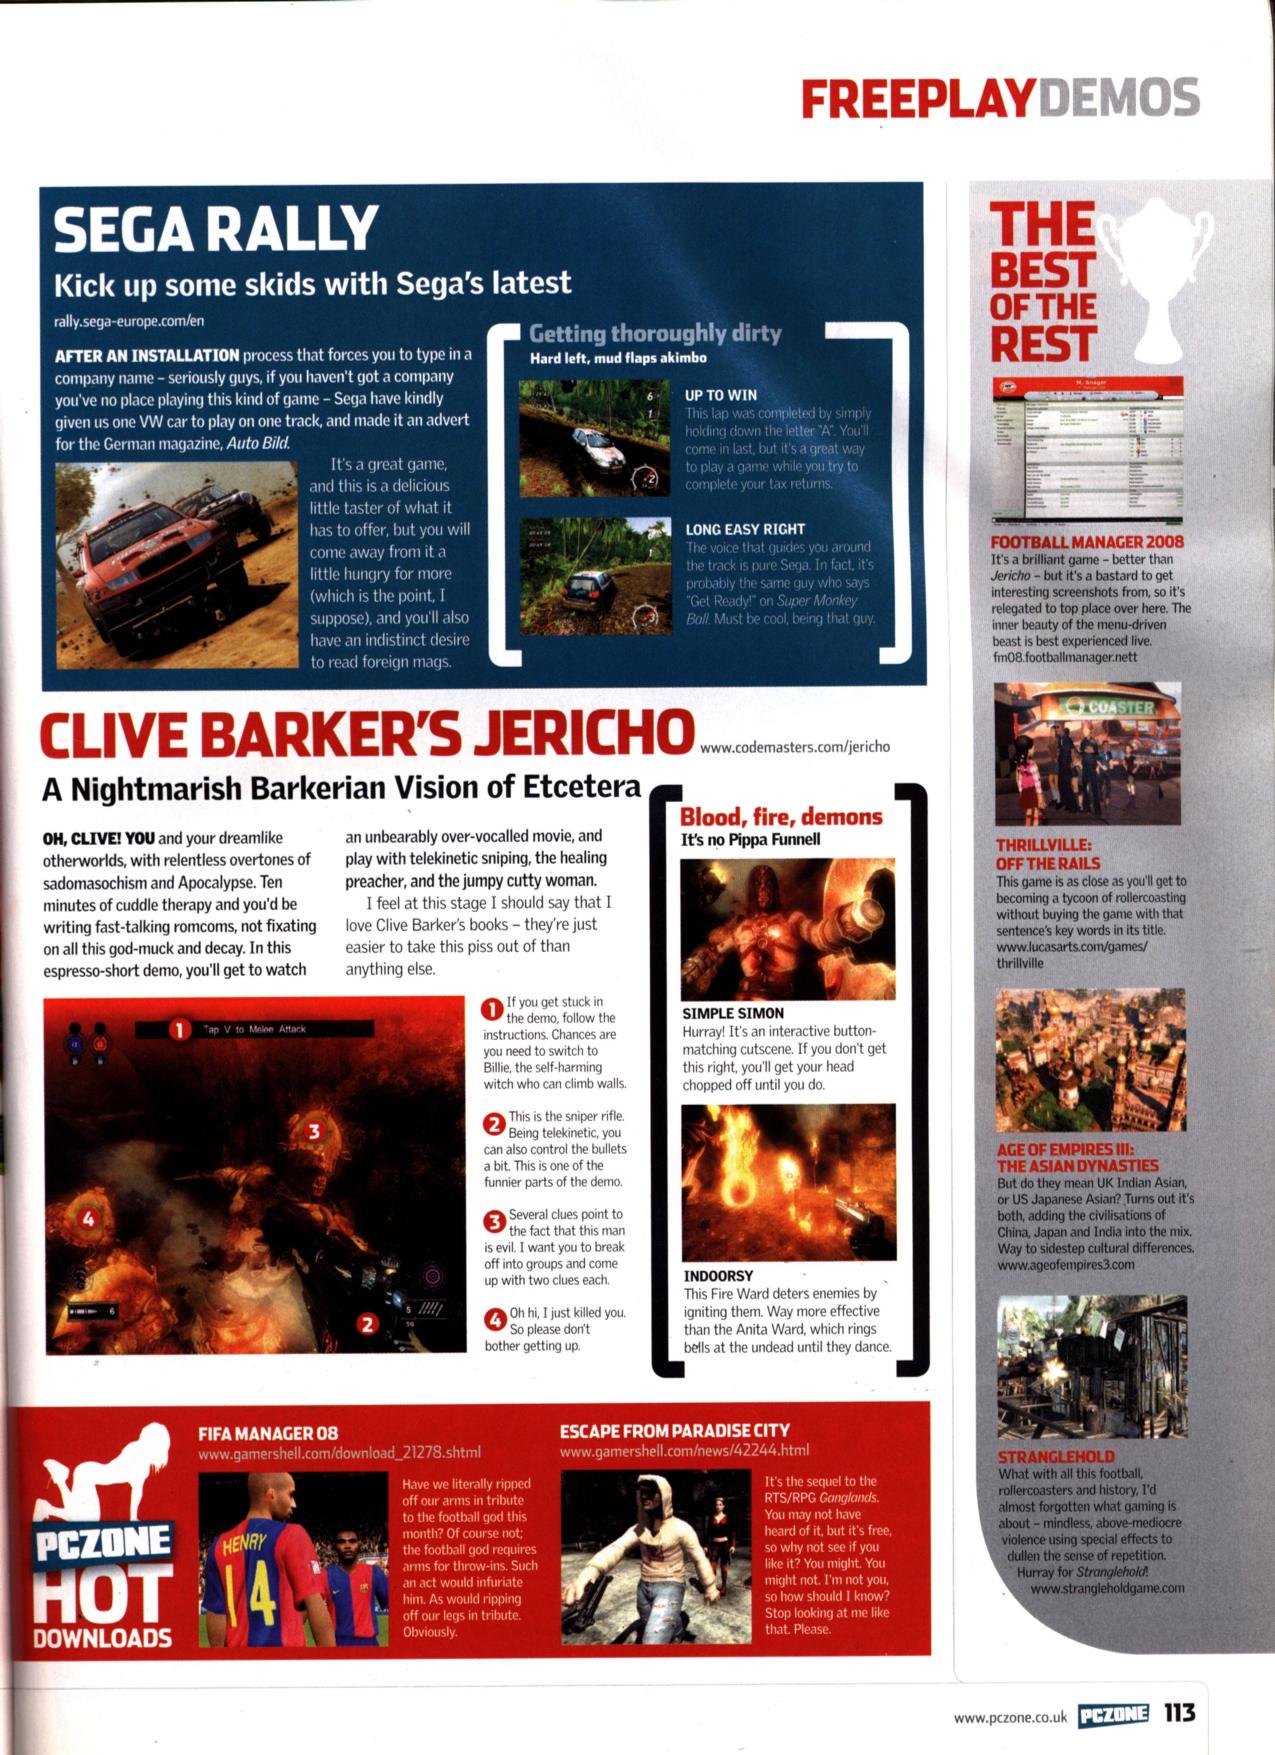 FREEPLAYDEMOS
SEGA RALLY
Kick up some skids with Sega's latest
rally.sega-europe.com/en
AFTER AN INSTALLATION process that forces you to type in a
company name – seriously guys, if you haven't got a company
you've no place playing this kind of game – Sega have kindly
given us one VW car to play on one track, and made it an advert
for the German magazine, Auto Bild.
It's a great game,
and this is a delicious
little taster of what it
has to offer, but you will
come away from it a
little hungry for more
(which is the point, I
suppose), and you'll also
have an indistinct desire
to read foreign mags.
Getting thoroughly dirty
Hard left, mud flaps akimbo
UP TO WIN
This lap was completed by simply
holding down the letter "A". You'll
come in last, but it's a great way
to play a game while you try to
complete your tax returns.
LONG EASY RIGHT
The voice that guides you around
the track is pure Sega. In fact, it's
probably the same guy who says
"Get Ready!" on Super Monkey
Ball. Must be cool, being that guy.
CLIVE BARKER'S JERICHO www.codemasters.com/jericho
A Nightmarish Barkerian Vision of Etcetera
OH, CLIVE! YOU and your dreamlike
otherworlds, with relentless overtones of
sadomasochism and Apocalypse. Ten
minutes of cuddle therapy and you'd be
writing fast-talking romcoms, not fixating
on all this god-muck and decay. In this
espresso-short demo, you'll get to watch
an unbearably over-vocalled movie, and
play with telekinetic sniping, the healing
preacher, and the jumpy cutty woman.
I feel at this stage I should say that I
love Clive Barker's books – they're just
easier to take this piss out of than
anything else.
1 Tap V to Melee Attack
3
4
2
6
5
1 If you get stuck in
the demo, follow the
instructions. Chances are
you need to switch to
Billie, the self-harming
witch who can climb walls.
2 This is the sniper rifle.
Being telekinetic, you
can also control the bullets
a bit. This is one of the
funnier parts of the demo.
3 Several clues point to
the fact that this man
is evil. I want you to break
off into groups and come
up with two clues each.
4 Oh hi, I just killed you.
So please don't
bother getting up.
Blood, fire, demons
It's no Pippa Funnell
SIMPLE SIMON
Hurray! It's an interactive button-
matching cutscene. If you don't get
this right, you'll get your head
chopped off until you do.
INDOORSY
This Fire Ward deters enemies by
igniting them. Way more effective
than the Anita Ward, which rings
bells at the undead until they dance.
PCZONE
HOT
DOWNLOADS
FIFA MANAGER 08
www.gamershell.com/download_21278.shtml
HENRY
14
Have we literally ripped
off our arms in tribute
to the football god this
month? Of course not;
the football god requires
arms for throw-ins. Such
an act would infuriate
him. As would ripping
off our legs in tribute.
Obviously.
ESCAPE FROM PARADISE CITY
www.gamershell.com/news/42244.html
It's the sequel to the
RTS/RPG Ganglands.
You may not have
heard of it, but it's free,
so why not see if you
like it? You might. You
might not. I'm not you,
so how should I know?
Stop looking at me like
that. Please.
THE
BEST
OF THE
REST
M. Anager
FOOTBALL MANAGER 2008
It's a brilliant game – better than
Jericho – but it's a bastard to get
interesting screenshots from, so it's
relegated to top place over here. The
inner beauty of the menu-driven
beast is best experienced live.
fm08.footballmanager.nett
COASTER
THRILLVILLE:
OFF THE RAILS
This game is as close as you'll get to
becoming a tycoon of rollercoasting
without buying the game with that
sentence's key words in its title.
www.lucasarts.com/games/
thrillville
AGE OF EMPIRES III:
THE ASIAN DYNASTIES
But do they mean UK Indian Asian,
or US Japanese Asian? Turns out it's
both, adding the civilisations of
China, Japan and India into the mix.
Way to sidestep cultural differences.
www.ageofempires3.com
STRANGLEHOLD
What with all this football,
rollercoasters and history, I'd
almost forgotten what gaming is
about – mindless, above-mediocre
violence using special effects to
dullen the sense of repetition.
Hurray for Stranglehold!
www.strangleholdgame.com
www.pczone.co.uk PCZONE 113